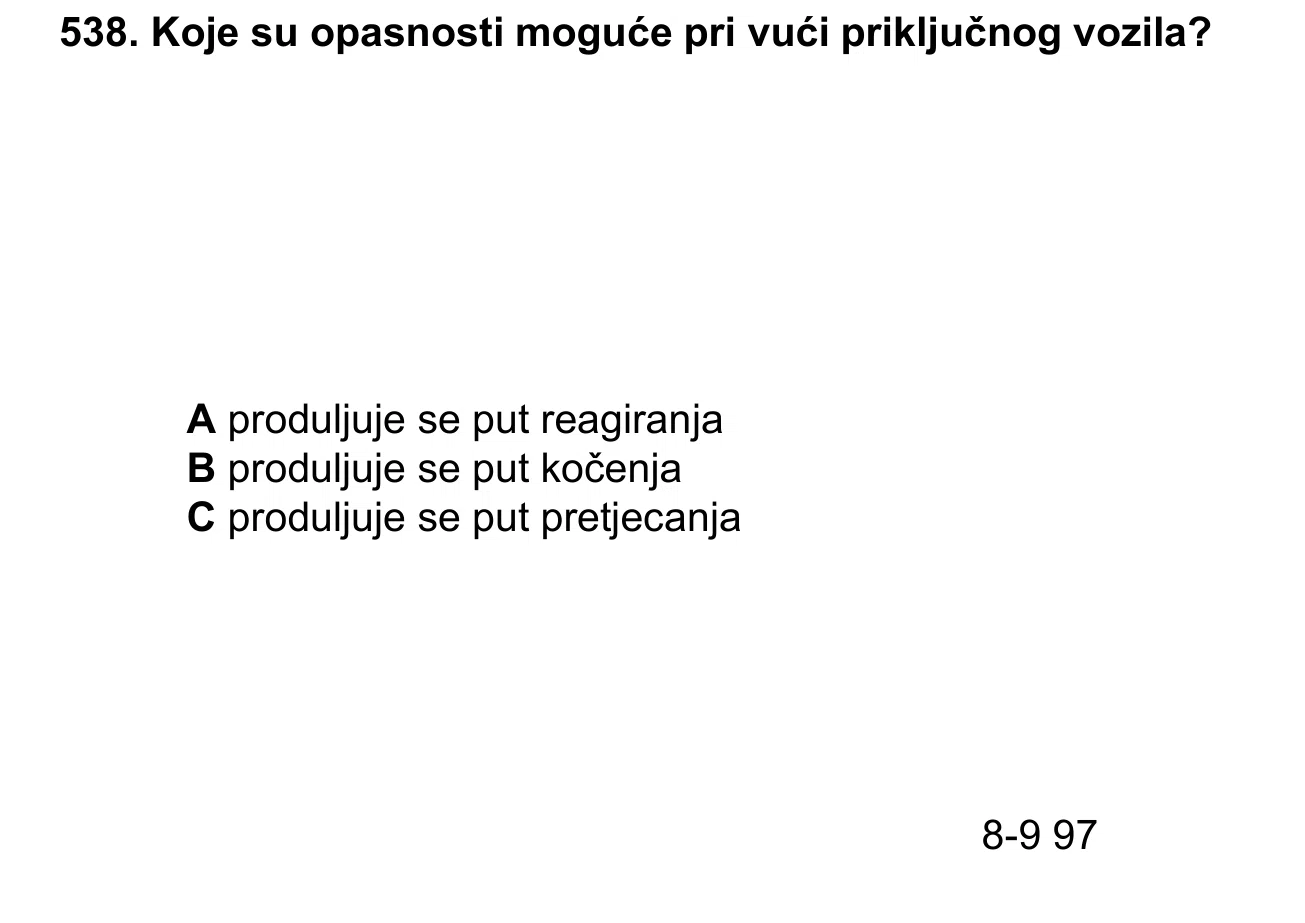 538. Koje su opasnosti moguće pri vući priključnog vozila?
A produljuje se put reagiranja
B produljuje se put kočenja
C produljuje se put pretjecanja
8-9 97